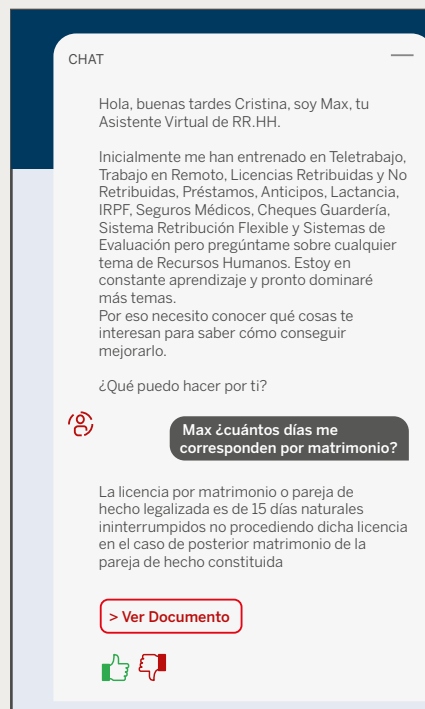 CHAT
Hola, buenas tardes Cristina, soy Max, tu
Asistente Virtual de RR.HH.
Inicialmente me han entrenado en Teletrabajo,
Trabajo en Remoto, Licencias Retribuidas y No
Retribuidas, Préstamos, Anticipos, Lactancia,
IRPF, Seguros Médicos, Cheques Guardería,
Sistema Retribución Flexible y Sistemas de
Evaluación pero pregúntame sobre cualquier
tema de Recursos Humanos. Estoy en
constante aprendizaje y pronto dominaré
más temas.
Por eso necesito conocer qué cosas te
interesan para saber cómo conseguir
mejorarlo.
¿Qué puedo hacer por ti?
Max ¿cuántos días me
corresponden por matrimonio?
La licencia por matrimonio o pareja de
hecho legalizada es de 15 días naturales
ininterrumpidos no procediendo dicha licencia
en el caso de posterior matrimonio de la
pareja de hecho constituida
> Ver Documento